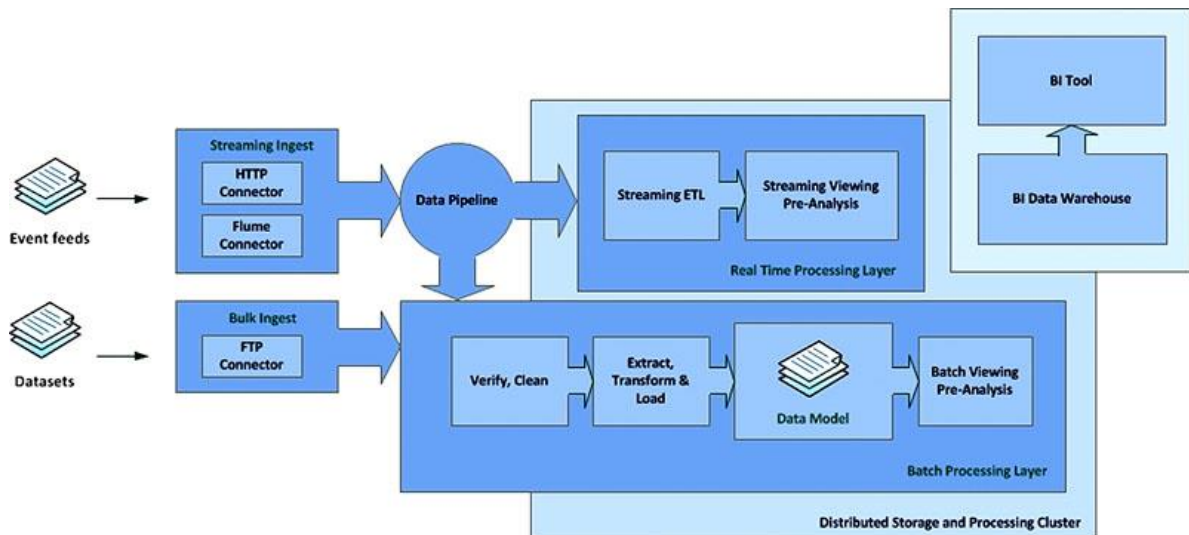 Event feeds
Datasets
Streaming Ingest
HTTP
Connector
Flume
Connector
Bulk Ingest
FTP
Connector
Data Pipeline
Streaming ETL
Streaming Viewing
Pre-Analysis
Real Time Processing Layer
BI Tool
BI Data Warehouse
Verify, Clean
Extract,
Transform &
Load
Data Model
Batch Viewing
Pre-Analysis
Batch Processing Layer
Distributed Storage and Processing Cluster